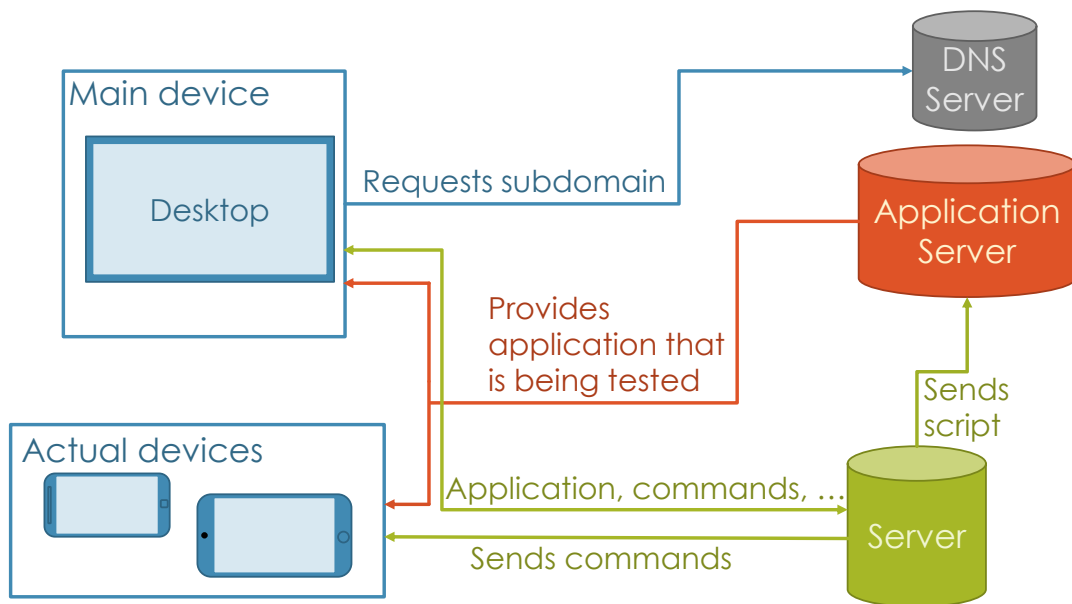 Main device
Desktop
Requests subdomain
DNS
Server
Application
Server
Provides
application that
is being tested
Sends
script
Actual devices
Application, commands, …
Server
Sends commands